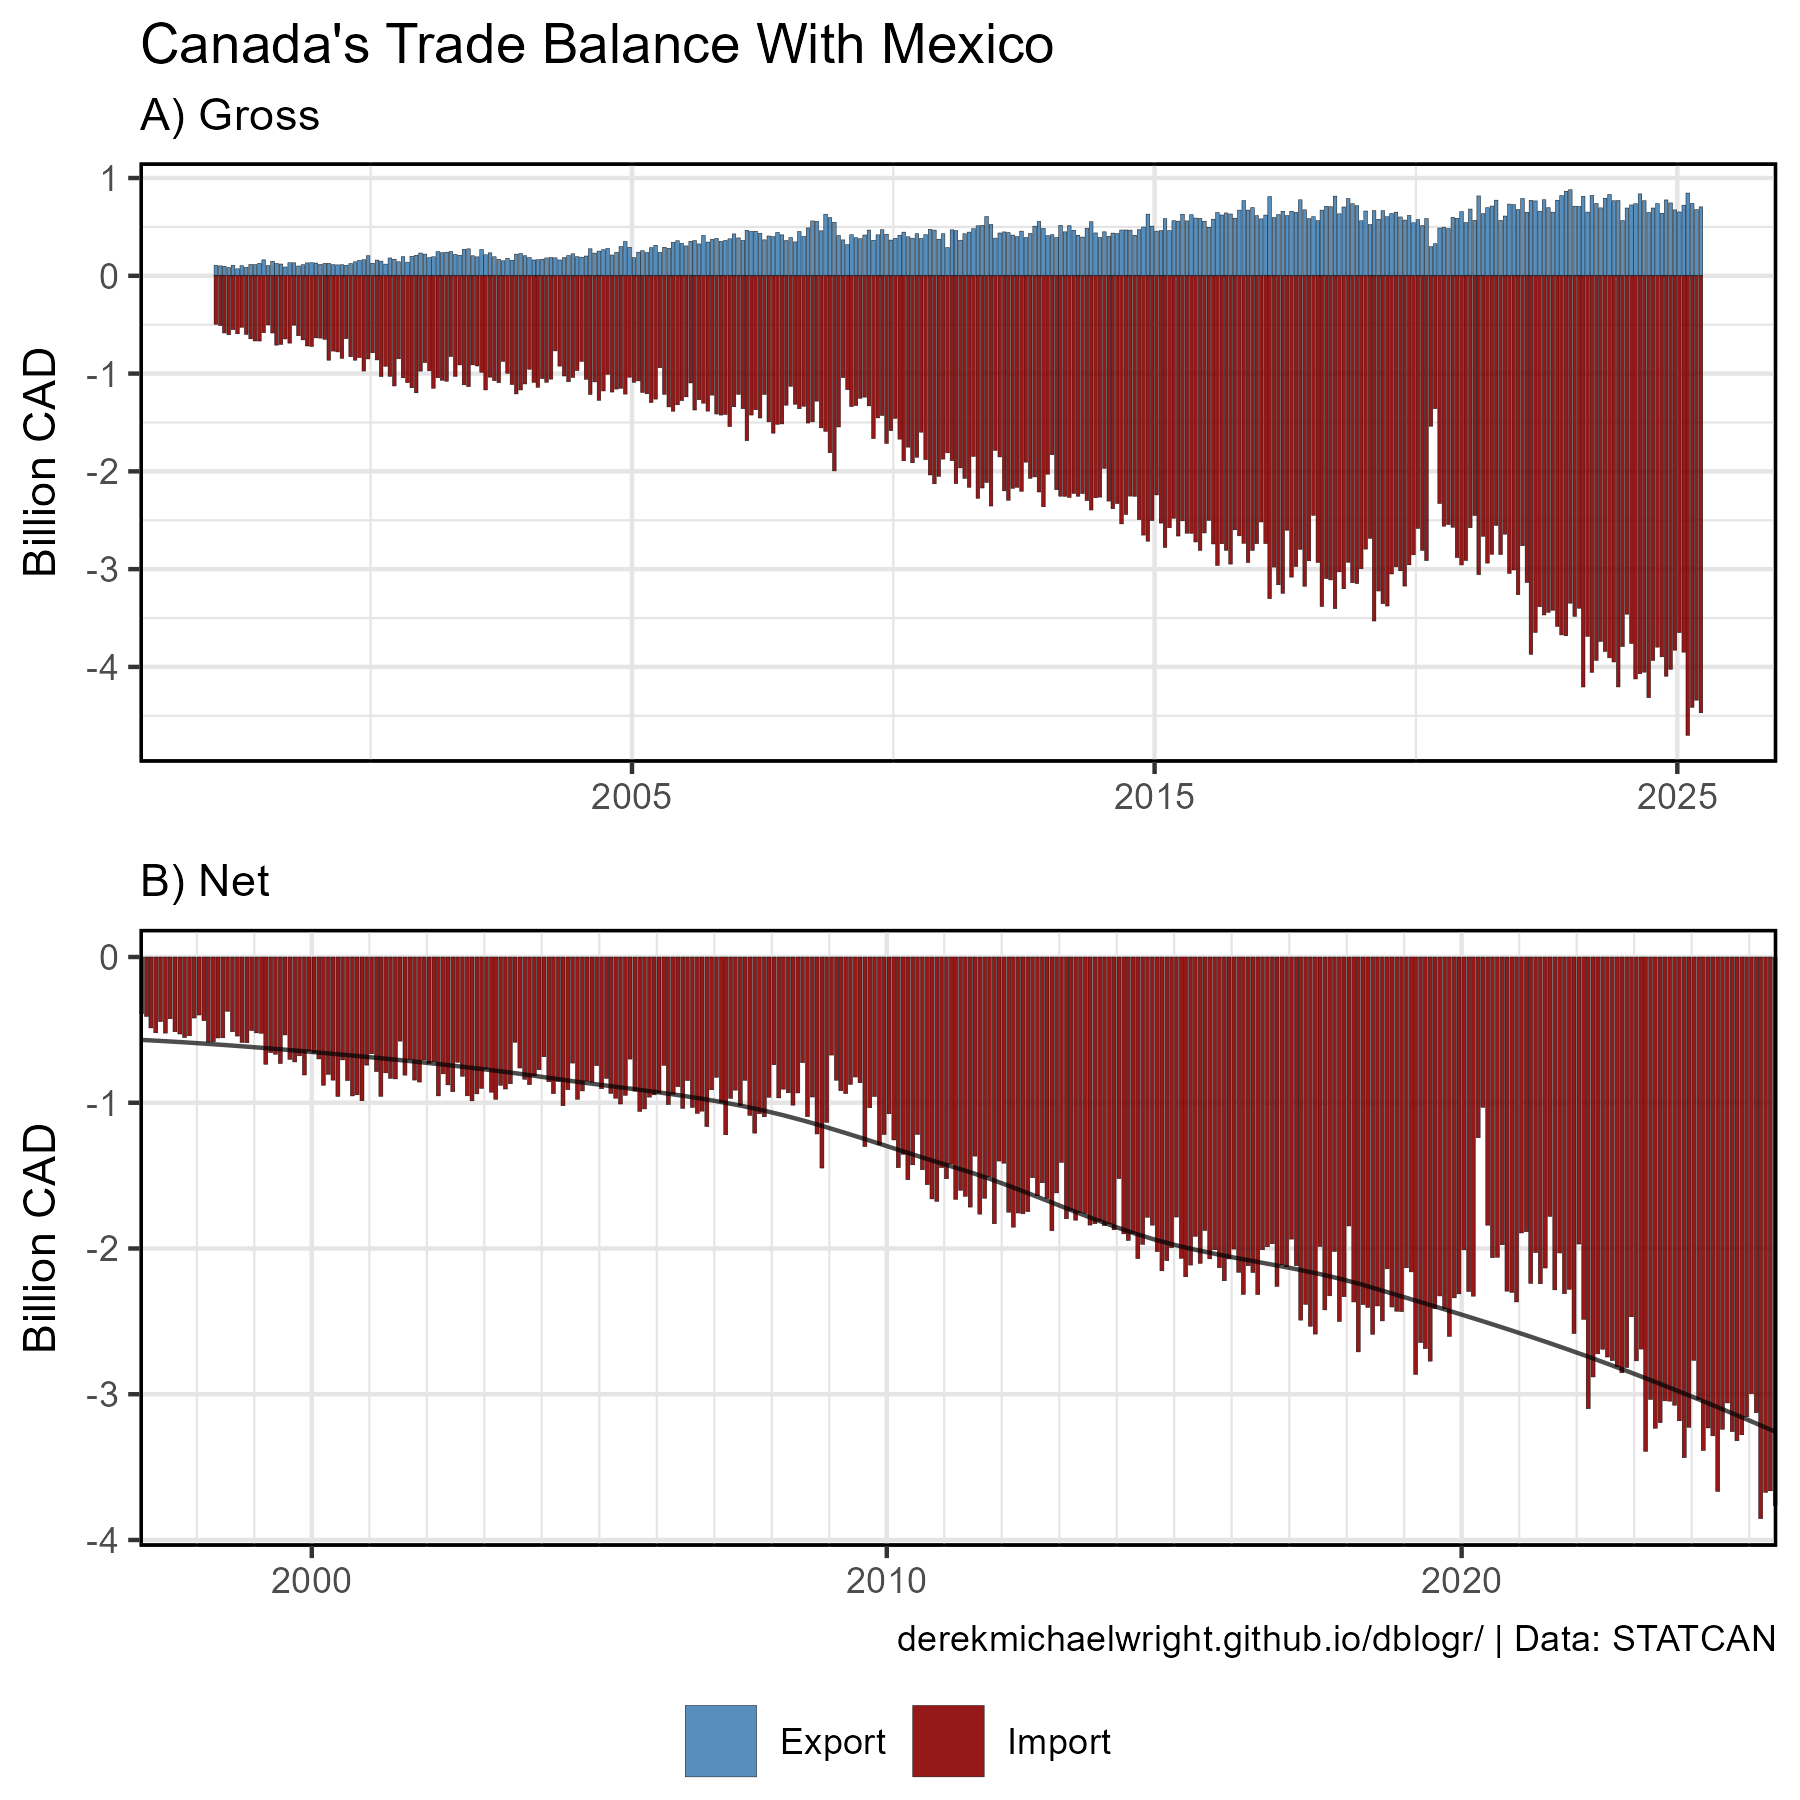 Canada's Trade Balance With Mexico
A) Gross
1
0
-1
-2
-3
-4
Billion CAD
2005 2015 2025
B) Net
0
-1
-2
-3
-4
Billion CAD
2000 2010 2020
derekmichaelwright.github.io/dblogr/ | Data: STATCAN
Export Import